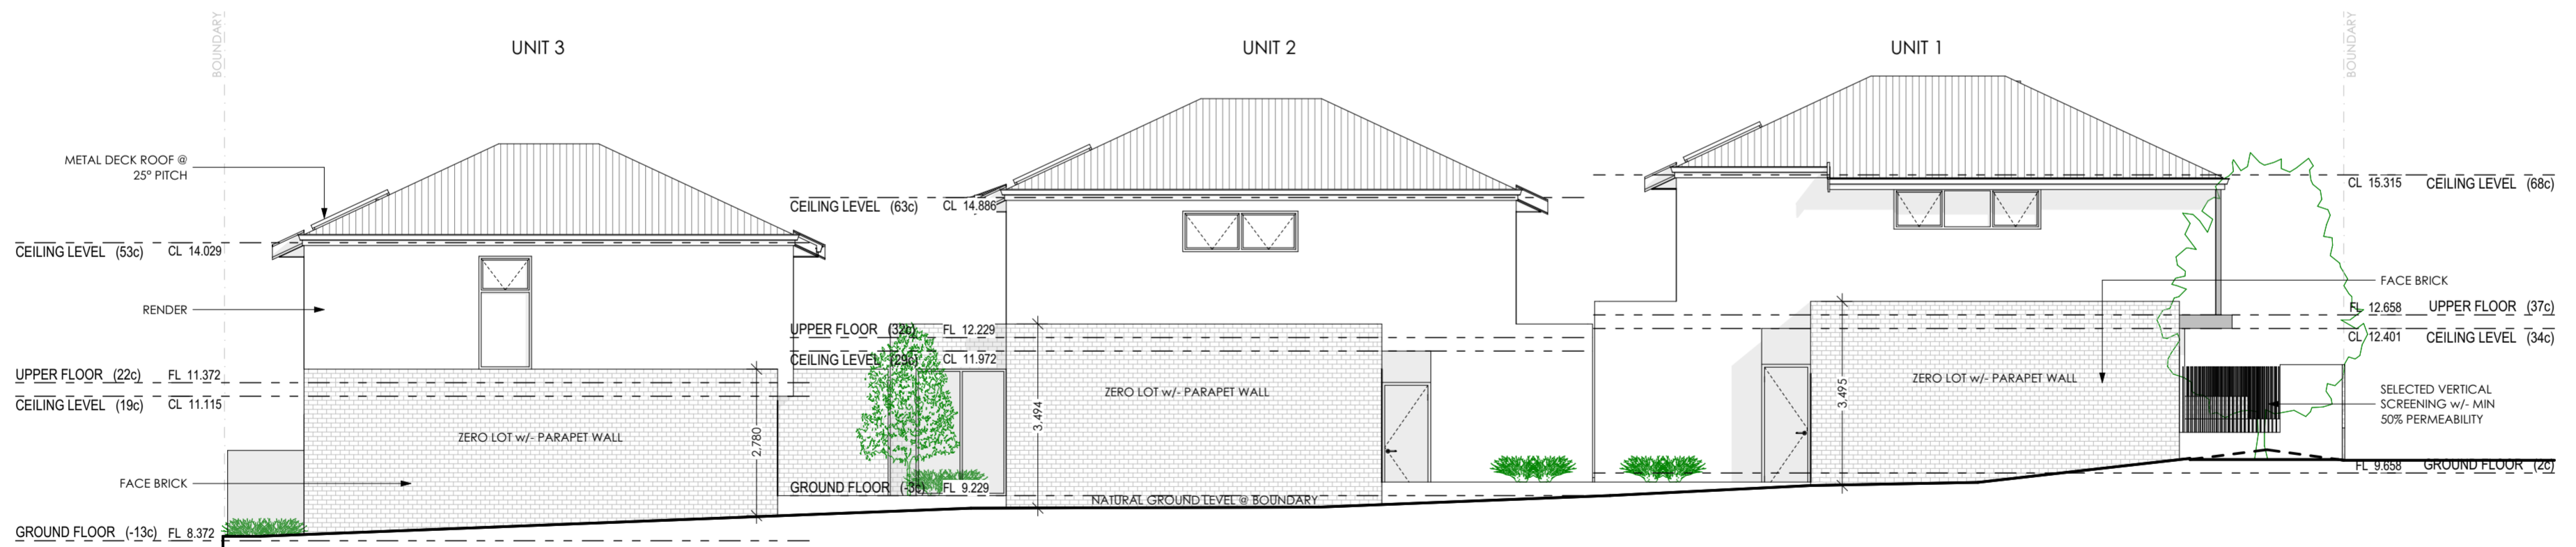 UNIT 3
UNIT 2
UNIT 1
BOUNDARY
BOUNDARY
METAL DECK ROOF @
25° PITCH
CEILING LEVEL (53c) CL 14.029
RENDER
UPPER FLOOR (22c) FL 11.372
CEILING LEVEL (19c) CL 11.115
FACE BRICK
GROUND FLOOR (-13c) FL 8.372
ZERO LOT w/- PARAPET WALL
2,780
CEILING LEVEL (63c) CL 14.886
UPPER FLOOR (32c) FL 12.229
CEILING LEVEL (29c) CL 11.972
GROUND FLOOR (-3c) FL 9.229
3,494
ZERO LOT w/- PARAPET WALL
NATURAL GROUND LEVEL @ BOUNDARY
3,495
ZERO LOT w/- PARAPET WALL
CL 15.315 CEILING LEVEL (68c)
FACE BRICK
FL 12.658 UPPER FLOOR (37c)
CL 12.401 CEILING LEVEL (34c)
SELECTED VERTICAL
SCREENING w/- MIN
50% PERMEABILITY
FL 9.658 GROUND FLOOR (2c)